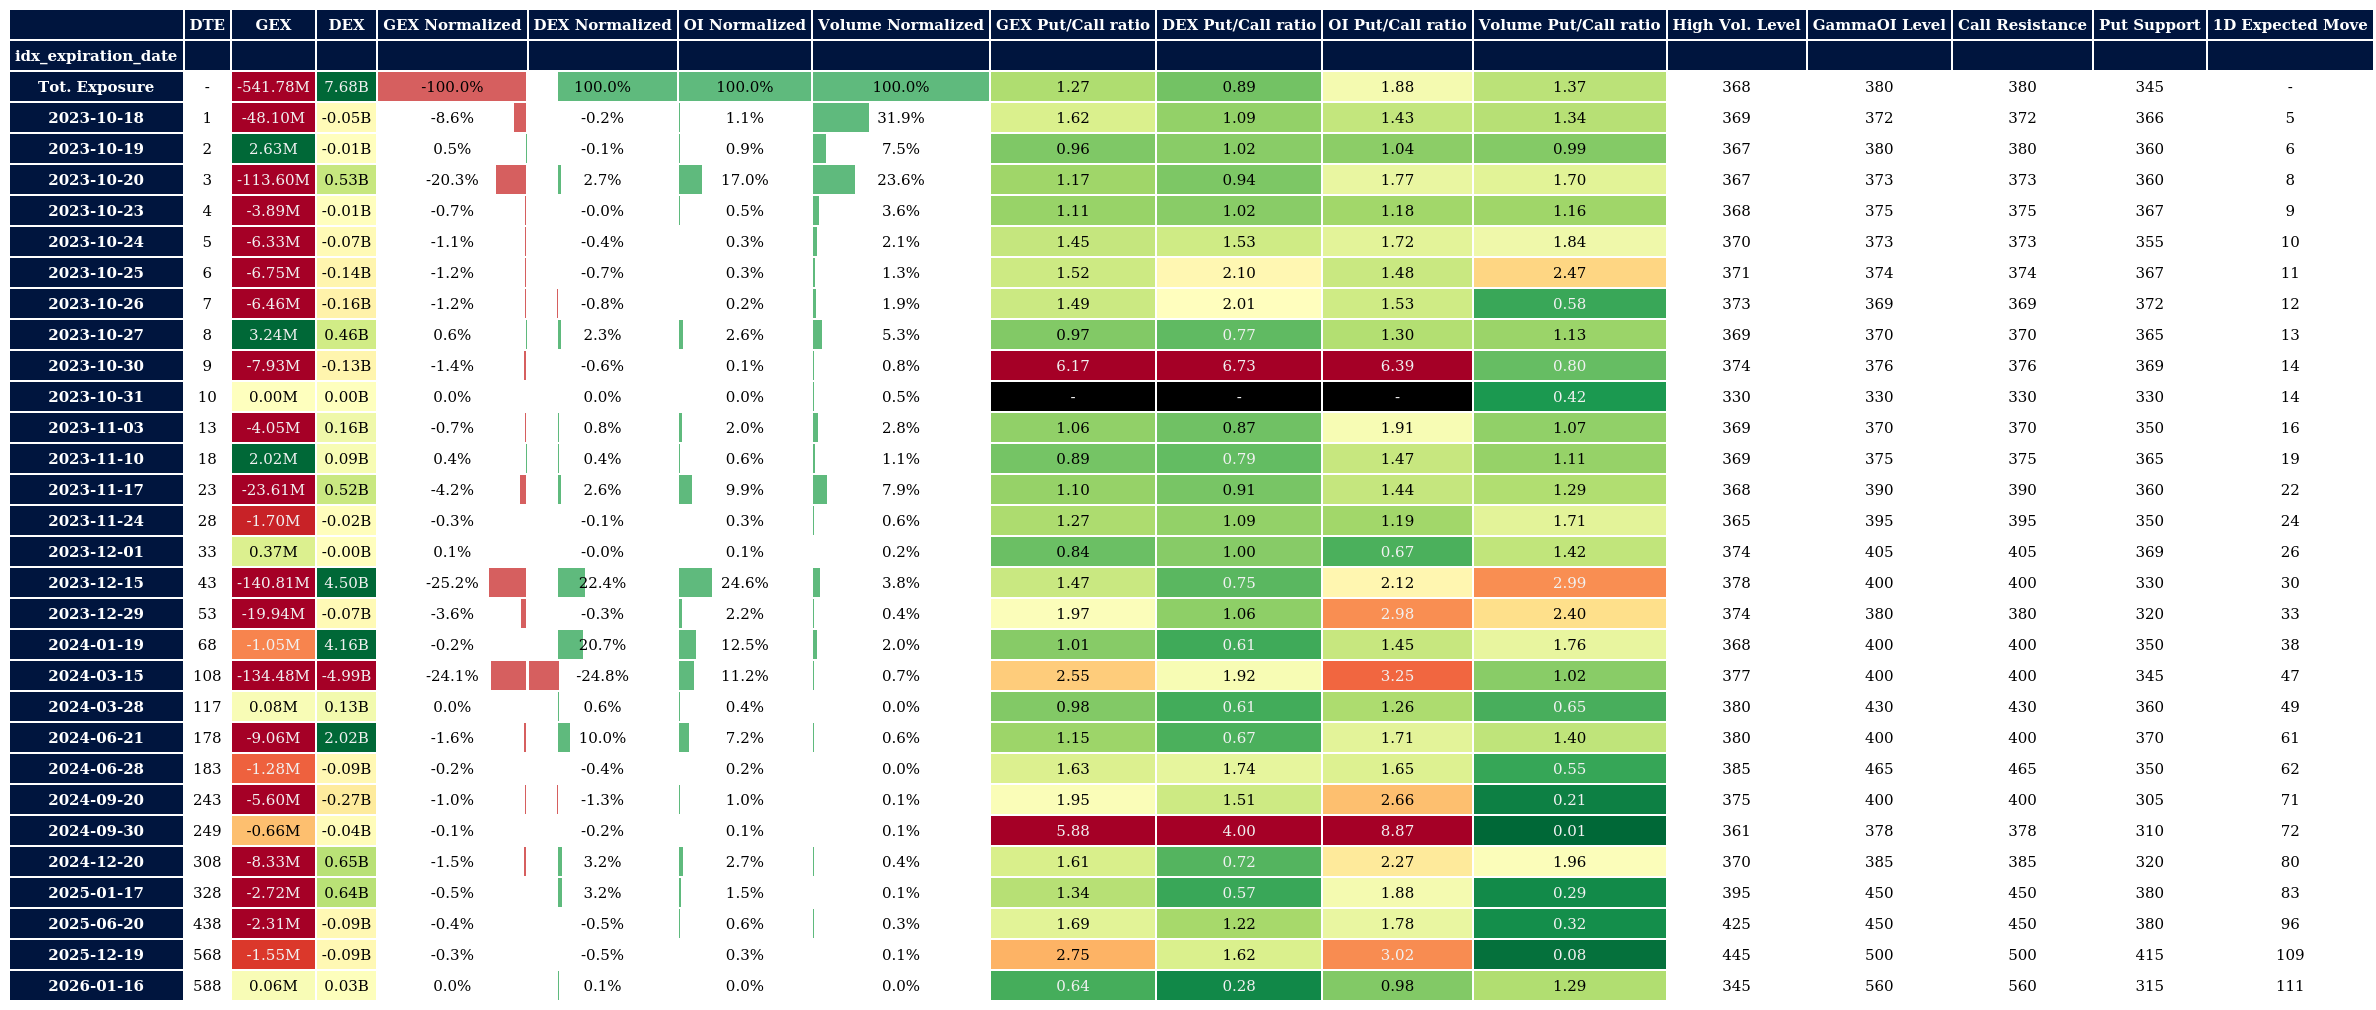 DTE GEX DEX GEX Normalized DEX Normalized OI Normalized Volume Normalized GEX Put/Call ratio DEX Put/Call ratio OI Put/Call ratio Volume Put/Call ratio High Vol. Level GammaOI Level Call Resistance Put Support 1D Expected Move
idx_expiration_date
Tot. Exposure - -541.78M 7.68B -100.0% 100.0% 100.0% 100.0% 1.27 0.89 1.88 1.37 368 380 380 345 -
2023-10-18 1 -48.10M -0.05B -8.6% -0.2% 1.1% 31.9% 1.62 1.09 1.43 1.34 369 372 372 366 5
2023-10-19 2 2.63M -0.01B 0.5% -0.1% 0.9% 7.5% 0.96 1.02 1.04 0.99 367 380 380 360 6
2023-10-20 3 -113.60M 0.53B -20.3% 2.7% 17.0% 23.6% 1.17 0.94 1.77 1.70 367 373 373 360 8
2023-10-23 4 -3.89M -0.01B -0.7% -0.0% 0.5% 3.6% 1.11 1.02 1.18 1.16 368 375 375 367 9
2023-10-24 5 -6.33M -0.07B -1.1% -0.4% 0.3% 2.1% 1.45 1.53 1.72 1.84 370 373 373 355 10
2023-10-25 6 -6.75M -0.14B -1.2% -0.7% 0.3% 1.3% 1.52 2.10 1.48 2.47 371 374 374 367 11
2023-10-26 7 -6.46M -0.16B -1.2% -0.8% 0.2% 1.9% 1.49 2.01 1.53 0.58 373 369 369 372 12
2023-10-27 8 3.24M 0.46B 0.6% 2.3% 2.6% 5.3% 0.97 0.77 1.30 1.13 369 370 370 365 13
2023-10-30 9 -7.93M -0.13B -1.4% -0.6% 0.1% 0.8% 6.17 6.73 6.39 0.80 374 376 376 369 14
2023-10-31 10 0.00M 0.00B 0.0% 0.0% 0.0% 0.5% - - - 0.42 330 330 330 330 14
2023-11-03 13 -4.05M 0.16B -0.7% 0.8% 2.0% 2.8% 1.06 0.87 1.91 1.07 369 370 370 350 16
2023-11-10 18 2.02M 0.09B 0.4% 0.4% 0.6% 1.1% 0.89 0.79 1.47 1.11 369 375 375 365 19
2023-11-17 23 -23.61M 0.52B -4.2% 2.6% 9.9% 7.9% 1.10 0.91 1.44 1.29 368 390 390 360 22
2023-11-24 28 -1.70M -0.02B -0.3% -0.1% 0.3% 0.6% 1.27 1.09 1.19 1.71 365 395 395 350 24
2023-12-01 33 0.37M -0.00B 0.1% -0.0% 0.1% 0.2% 0.84 1.00 0.67 1.42 374 405 405 369 26
2023-12-15 43 -140.81M 4.50B -25.2% 22.4% 24.6% 3.8% 1.47 0.75 2.12 2.99 378 400 400 330 30
2023-12-29 53 -19.94M -0.07B -3.6% -0.3% 2.2% 0.4% 1.97 1.06 2.98 2.40 374 380 380 320 33
2024-01-19 68 -1.05M 4.16B -0.2% 20.7% 12.5% 2.0% 1.01 0.61 1.45 1.76 368 400 400 350 38
2024-03-15 108 -134.48M -4.99B -24.1% -24.8% 11.2% 0.7% 2.55 1.92 3.25 1.02 377 400 400 345 47
2024-03-28 117 0.08M 0.13B 0.0% 0.6% 0.4% 0.0% 0.98 0.61 1.26 0.65 380 430 430 360 49
2024-06-21 178 -9.06M 2.02B -1.6% 10.0% 7.2% 0.6% 1.15 0.67 1.71 1.40 380 400 400 370 61
2024-06-28 183 -1.28M -0.09B -0.2% -0.4% 0.2% 0.0% 1.63 1.74 1.65 0.55 385 465 465 350 62
2024-09-20 243 -5.60M -0.27B -1.0% -1.3% 1.0% 0.1% 1.95 1.51 2.66 0.21 375 400 400 305 71
2024-09-30 249 -0.66M -0.04B -0.1% -0.2% 0.1% 0.1% 5.88 4.00 8.87 0.01 361 378 378 310 72
2024-12-20 308 -8.33M 0.65B -1.5% 3.2% 2.7% 0.4% 1.61 0.72 2.27 1.96 370 385 385 320 80
2025-01-17 328 -2.72M 0.64B -0.5% 3.2% 1.5% 0.1% 1.34 0.57 1.88 0.29 395 450 450 380 83
2025-06-20 438 -2.31M -0.09B -0.4% -0.5% 0.6% 0.3% 1.69 1.22 1.78 0.32 425 450 450 380 96
2025-12-19 568 -1.55M -0.09B -0.3% -0.5% 0.3% 0.1% 2.75 1.62 3.02 0.08 445 500 500 415 109
2026-01-16 588 0.06M 0.03B 0.0% 0.1% 0.0% 0.0% 0.64 0.28 0.98 1.29 345 560 560 315 111